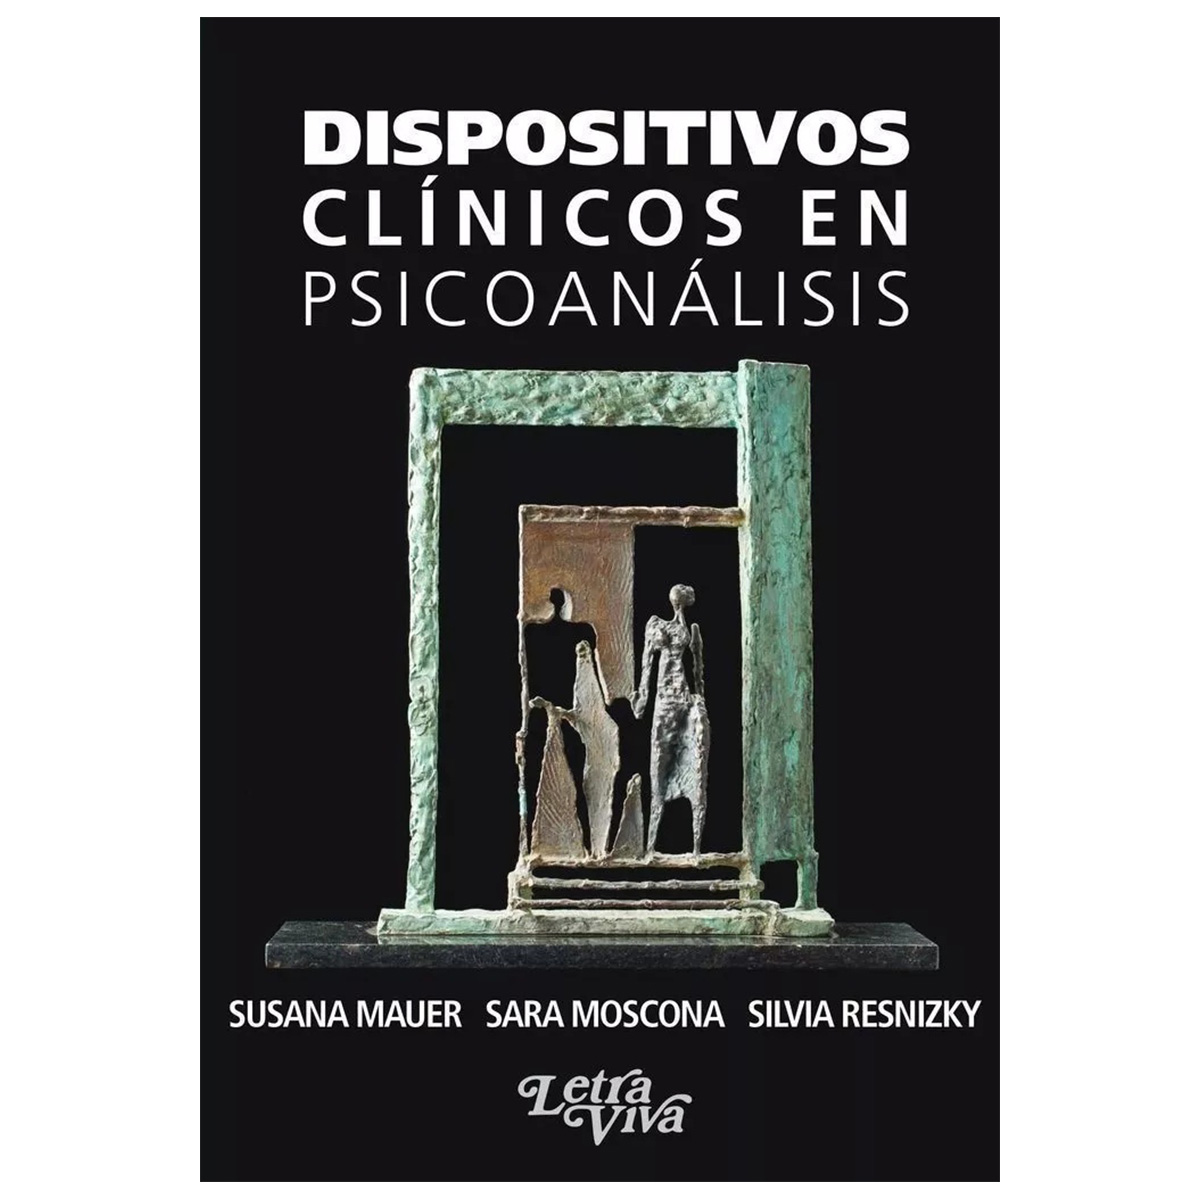 DISPOSITIVOS
CLÍNICOS EN
PSICOANÁLISIS
SUSANA MAUER SARA MOSCONA SILVIA RESNIZKY
Letra
Viva